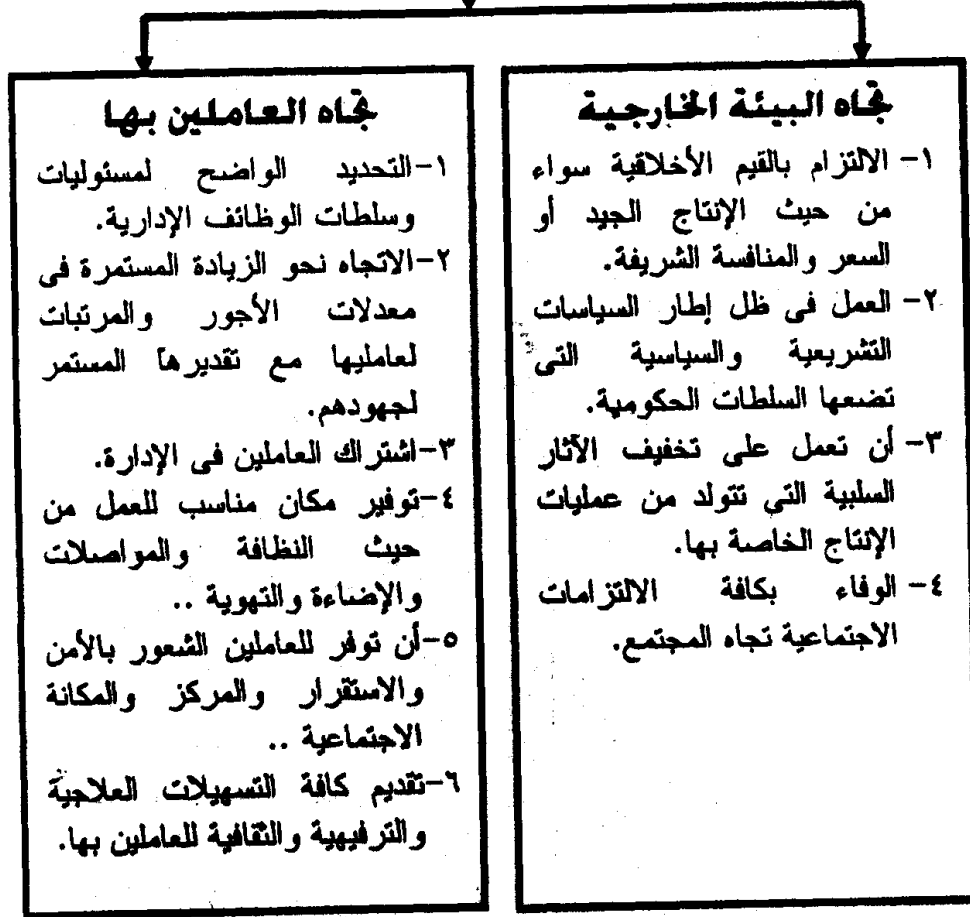 تجاه البيئة الخارجية
١- الالتزام بالقيم الأخلاقية سواء
من حيث الإنتاج الجيد أو
السعر والمنافسة الشريفة.
٢- العمل فى ظل إطار السياسات
التشريعية والسياسية التى
تضعها السلطات الحكومية.
٣- أن تعمل على تخفيف الآثار
السلبية التي تتولد من عمليات
الإنتاج الخاصة بها.
٤- الوفاء بكافة الالتزامات
الاجتماعية تجاه المجتمع.
تجاه العاملين بها
١-التحديد الواضح لمسئوليات
وسلطات الوظائف الإدارية.
٢-الاتجاه نحو الزيادة المستمرة فى
معدلات الأجور والمرتبات
لعامليها مع تقديرها المستمر
لجهودهم.
٣-اشتراك العاملين فى الإدارة.
٤-توفير مكان مناسب للعمل من
حيث النظافة والمواصلات
والإضاءة والتهوية ..
٥-أن توفر للعاملين الشعور بالأمن
والاستقرار والمركز والمكانة
الاجتماعية ..
٦-تقديم كافة التسهيلات العلاجية
والترفيهية والثقافية للعاملين بها.